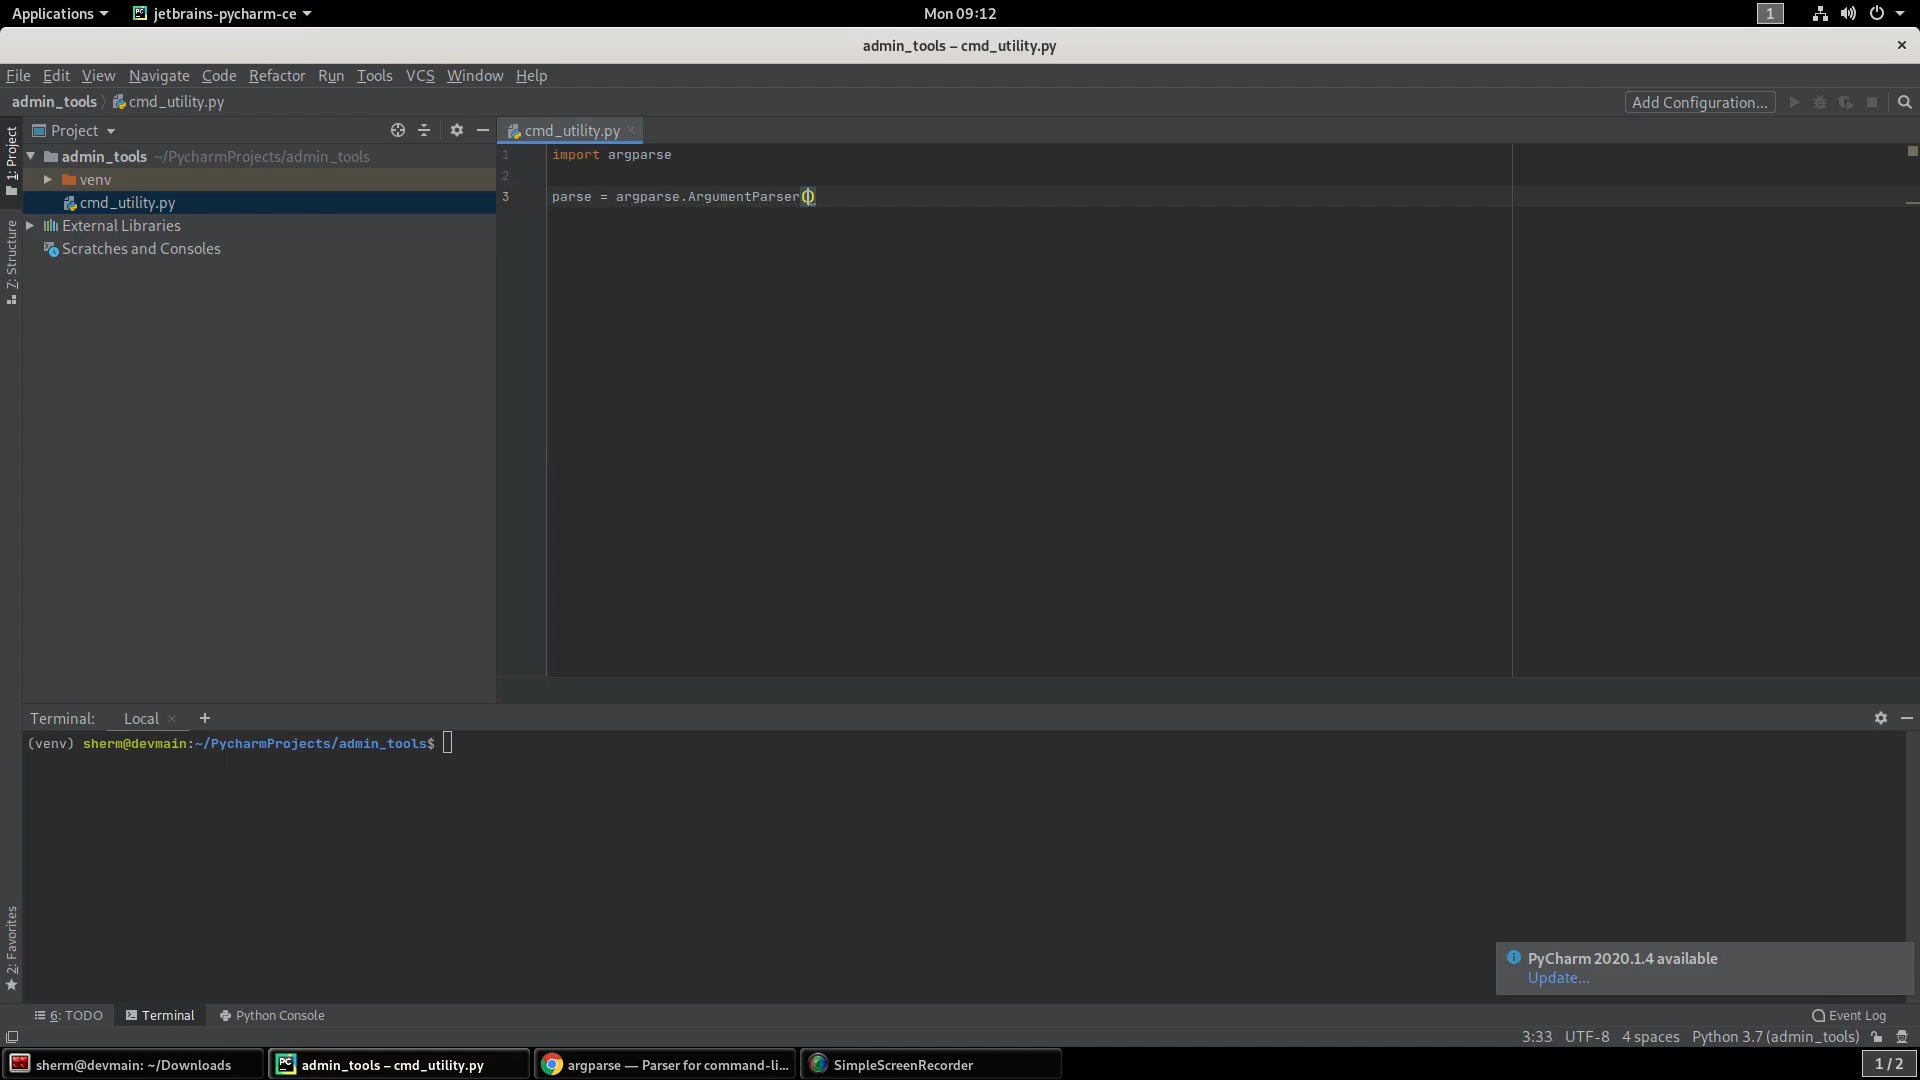 Applications jetbrains-pycharm-ce Mon 09:12 1
admin_tools – cmd_utility.py
File Edit View Navigate Code Refactor Run Tools VCS Window Help
admin_tools cmd_utility.py Add Configuration...
1: Project
Project
cmd_utility.py
admin_tools ~/PycharmProjects/admin_tools
venv
cmd_utility.py
External Libraries
Scratches and Consoles
7: Structure
1 import argparse
2
3 parse = argparse.ArgumentParser()
Terminal: Local +
(venv) sherm@devmain:~/PycharmProjects/admin_tools$
2: Favorites
PyCharm 2020.1.4 available
Update...
6: TODO Terminal Python Console Event Log
3:33 UTF-8 4 spaces Python 3.7 (admin_tools)
sherm@devmain: ~/Downloads admin_tools – cmd_utility.py argparse — Parser for command-li... SimpleScreenRecorder 1 / 2